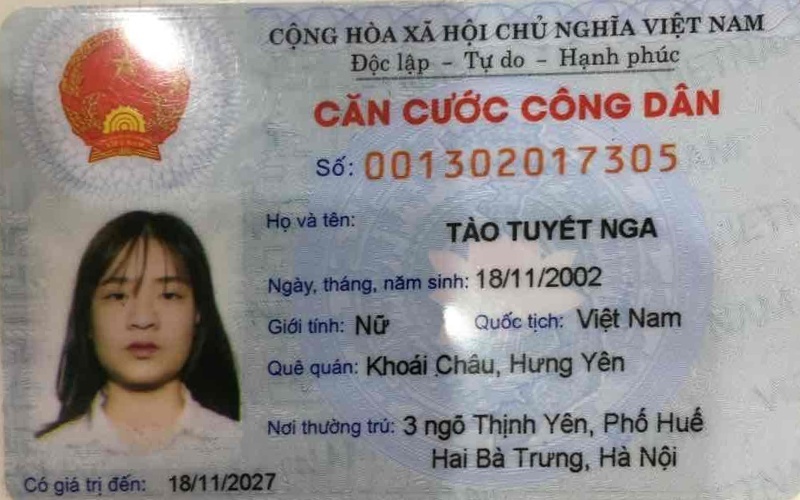 CỘNG HÒA XÃ HỘI CHỦ NGHĨA VIỆT NAM
Độc lập - Tự do - Hạnh phúc
CĂN CƯỚC CÔNG DÂN
Số: 001302017305
Họ và tên: TÀO TUYẾT NGA
Ngày, tháng, năm sinh: 18/11/2002
Giới tính: Nữ Quốc tịch: Việt Nam
Quê quán: Khoái Châu, Hưng Yên
Nơi thường trú: 3 ngõ Thịnh Yên, Phố Huế
Hai Bà Trưng, Hà Nội
Có giá trị đến: 18/11/2027